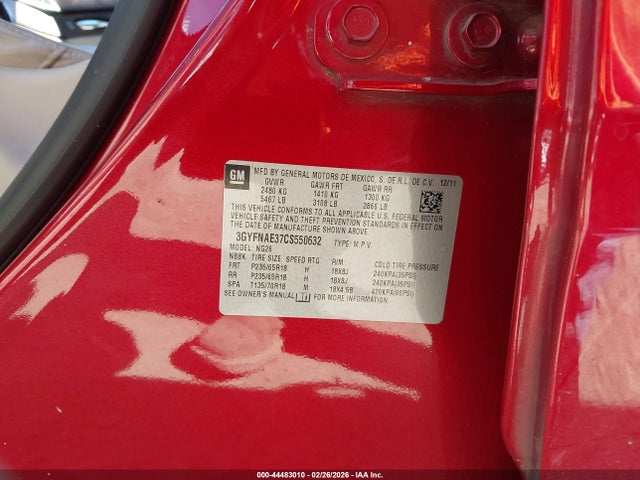 GM
MFD BY GENERAL MOTORS DE MEXICO, S. DE R.L. DE C.V. 12/11
GVWR GAWR FRT GAWR RR
2480 KG 1410 KG 1300 KG
5467 LB 3108 LB 2866 LB
THIS VEHICLE CONFORMS TO ALL APPLICABLE U.S. FEDERAL MOTOR
VEHICLE SAFETY AND THEFT PREVENTION STANDARDS IN EFFECT ON
THE DATE OF MANUFACTURE SHOWN ABOVE.
3GYFNAE37CS550632 TYPE: M.P.V.
MODEL: NG26
NBBK TIRE SIZE SPEED RTG RIM COLD TIRE PRESSURE
FRT P235/65R18 H 18X8J 240KPA(35PSI)
RR P235/65R18 H 18X8J 240KPA(35PSI)
SPA T135/70R18 M 18X4.5B 420KPA(60PSI)
SEE OWNER'S MANUAL FOR MORE INFORMATION.
000-44483010 | 02/26/2026 - IAA Inc.